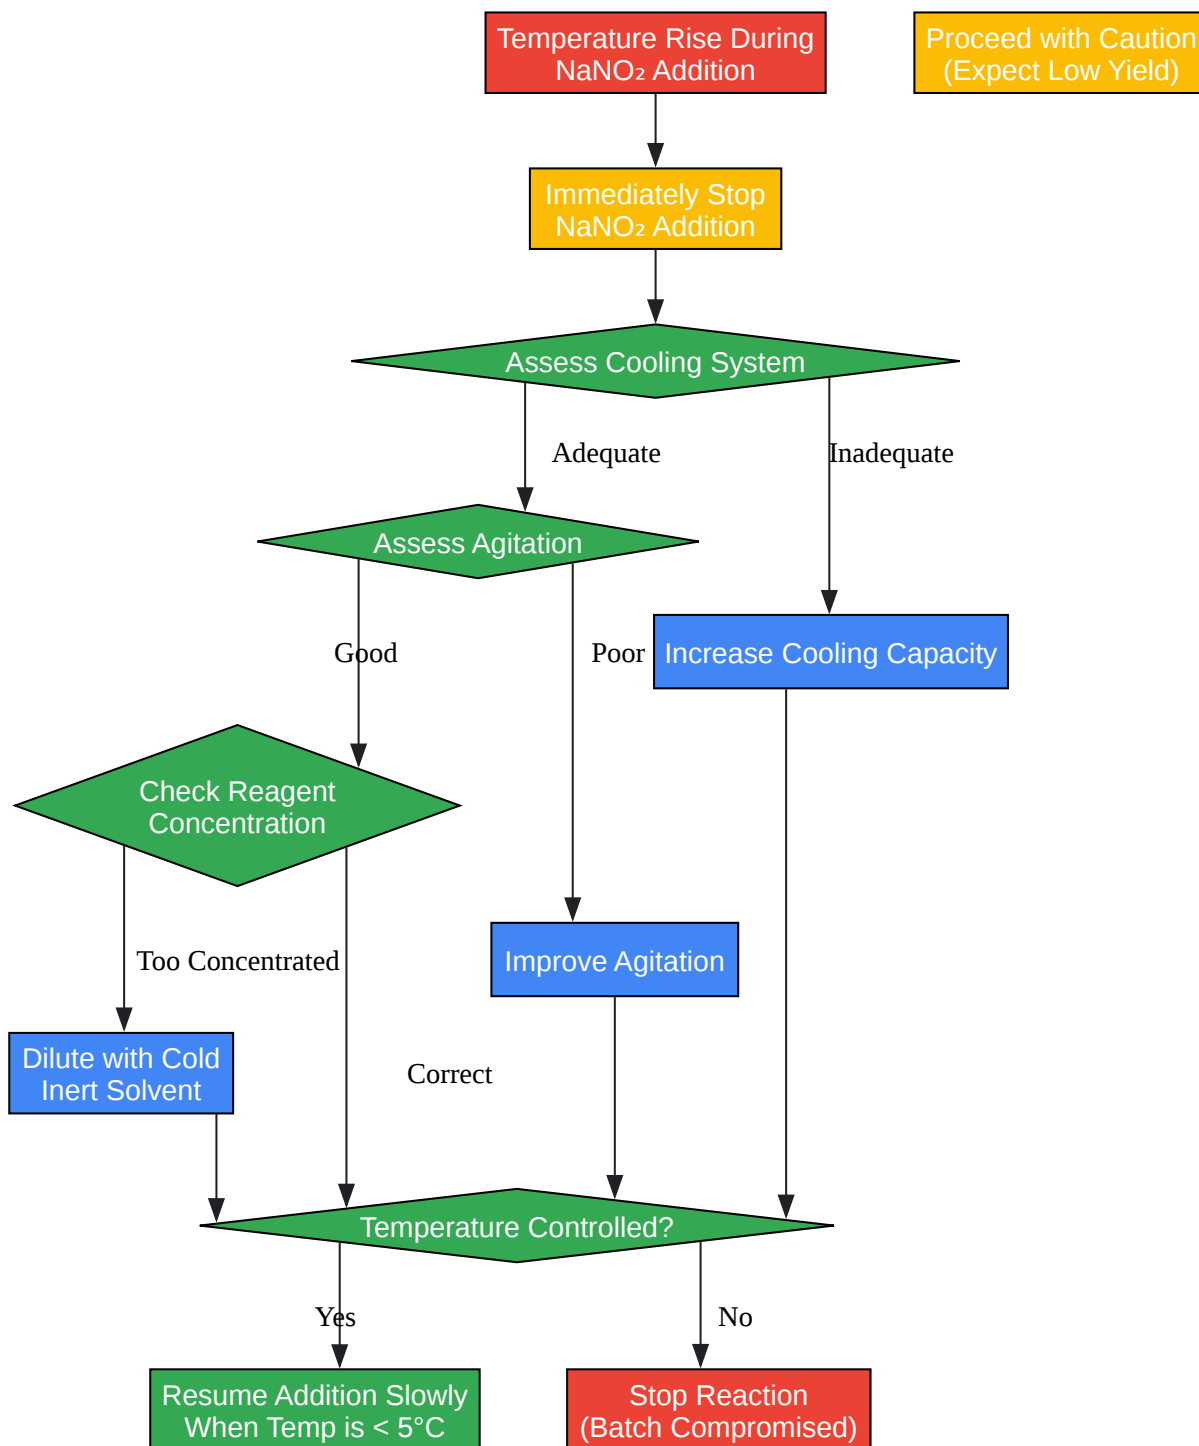 Temperature Rise During
NaNO₂ Addition
Proceed with Caution
(Expect Low Yield)
Immediately Stop
NaNO₂ Addition
Assess Cooling System
Adequate
Inadequate
Assess Agitation
Good
Poor
Increase Cooling Capacity
Check Reagent
Concentration
Too Concentrated
Improve Agitation
Dilute with Cold
Inert Solvent
Correct
Temperature Controlled?
Yes
No
Resume Addition Slowly
When Temp is < 5°C
Stop Reaction
(Batch Compromised)